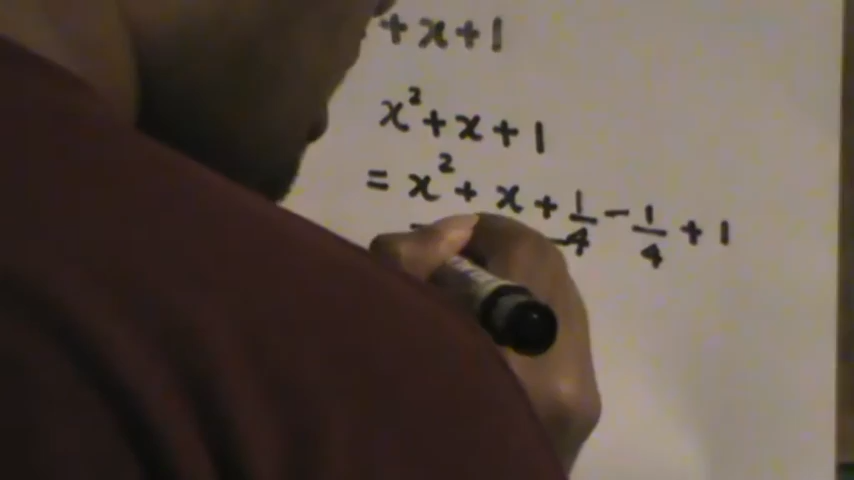 + x + 1
x² + x + 1
= x² + x + 1/4 - 1/4 + 1